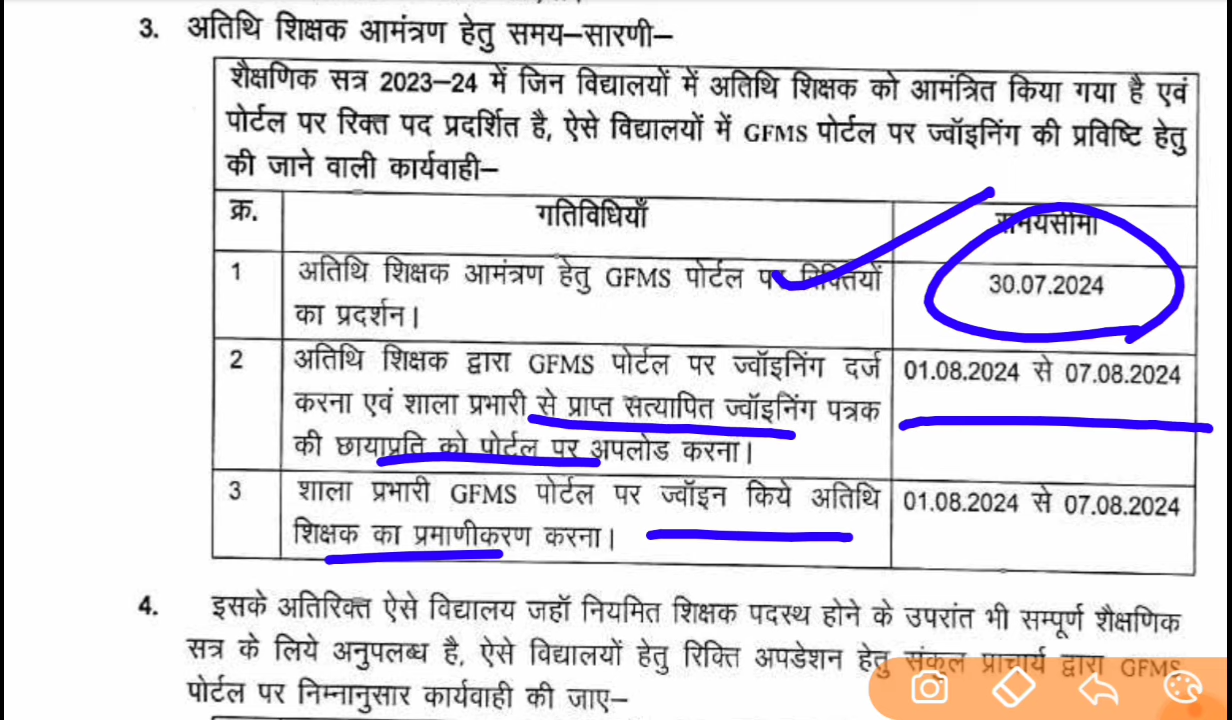 3. अतिथि शिक्षक आमंत्रण हेतु समय–सारणी–
शैक्षणिक सत्र 2023–24 में जिन विद्यालयों में अतिथि शिक्षक को आमंत्रित किया गया है एवं
पोर्टल पर रिक्त पद प्रदर्शित है, ऐसे विद्यालयों में GFMS पोर्टल पर ज्वॉइनिंग की प्रविष्टि हेतु
की जाने वाली कार्यवाही–
क्र. गतिविधियाँ समयसीमा
1 अतिथि शिक्षक आमंत्रण हेतु GFMS पोर्टल पर रिक्तियों 30.07.2024
का प्रदर्शन।
2 अतिथि शिक्षक द्वारा GFMS पोर्टल पर ज्वॉइनिंग दर्ज 01.08.2024 से 07.08.2024
करना एवं शाला प्रभारी से प्राप्त सत्यापित ज्वॉइनिंग पत्रक
की छायाप्रति को पोर्टल पर अपलोड करना।
3 शाला प्रभारी GFMS पोर्टल पर ज्वॉइन किये अतिथि 01.08.2024 से 07.08.2024
शिक्षक का प्रमाणीकरण करना।
4. इसके अतिरिक्त ऐसे विद्यालय जहॉ नियमित शिक्षक पदस्थ होने के उपरांत भी सम्पूर्ण शैक्षणिक
सत्र के लिये अनुपलब्ध है, ऐसे विद्यालयों हेतु रिक्ति अपडेशन हेतु संकुल प्राचार्य द्वारा GFMS
पोर्टल पर निम्नानुसार कार्यवाही की जाए–